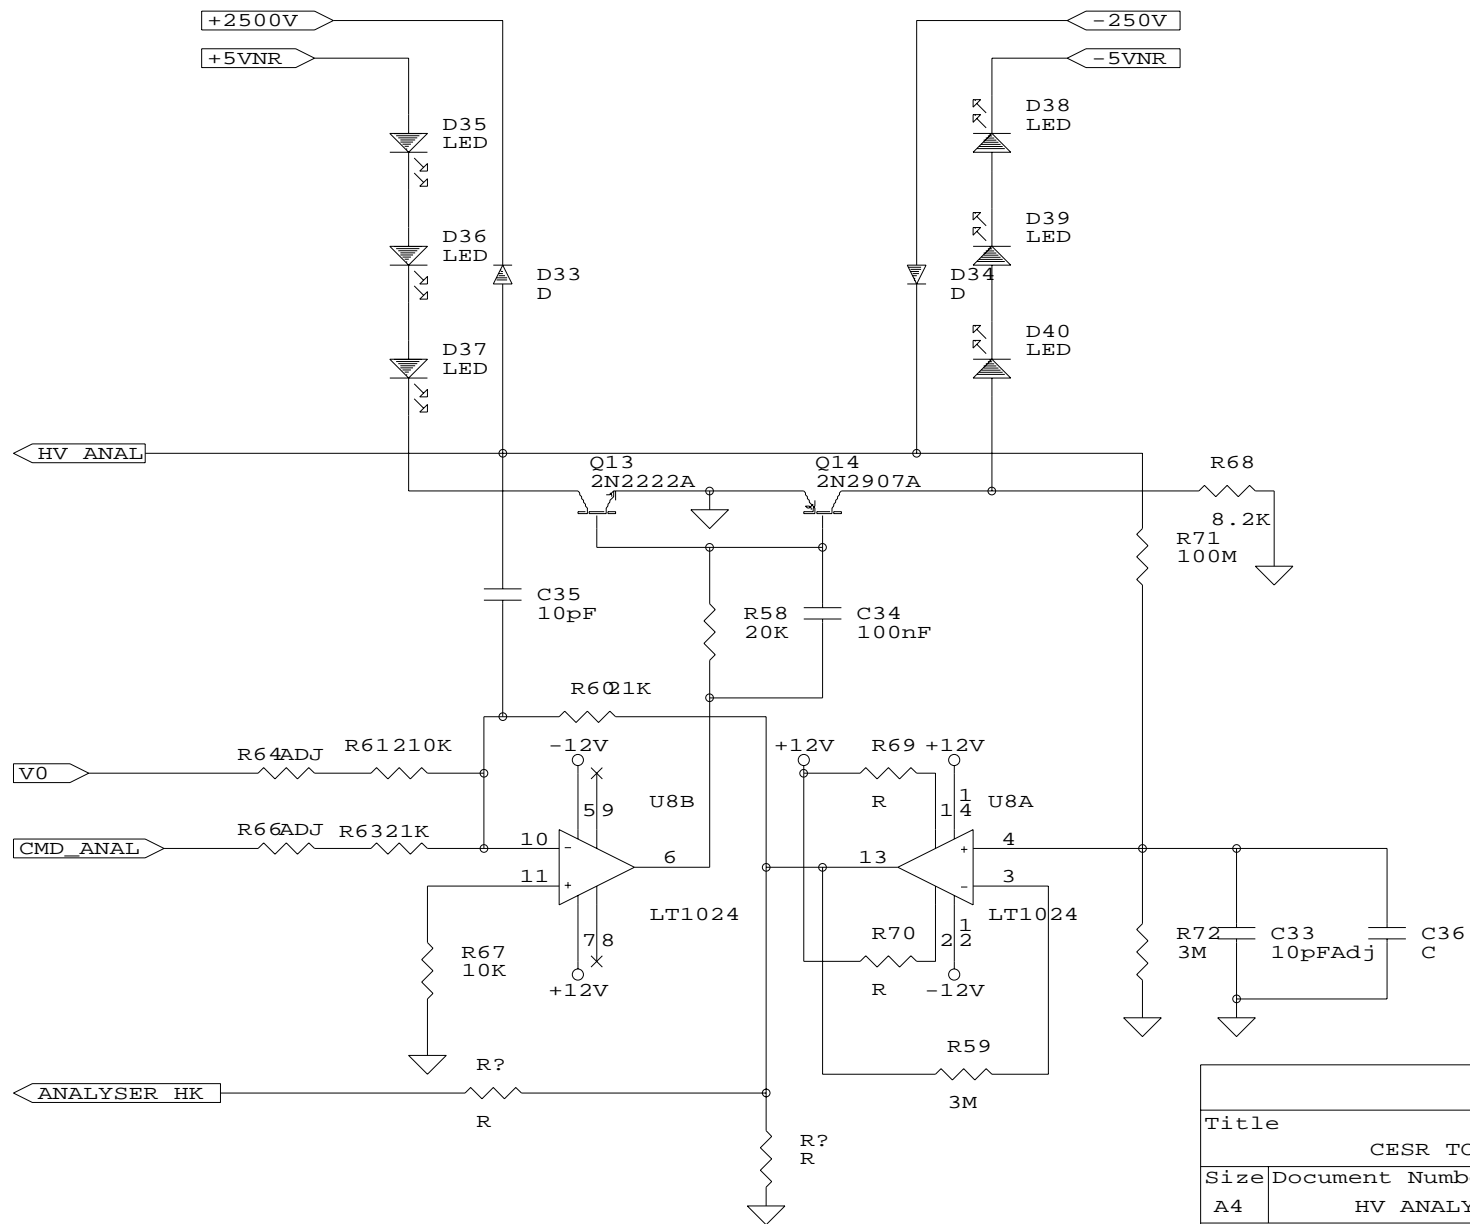 +2500V
-250V
+5VNR
-5VNR
D35
LED
D38
LED
D36
LED
D39
LED
D33
D
D34
D
D37
LED
D40
LED
HV ANAL
Q13
2N2222A
Q14
2N2907A
R68
8.2K
R71
100M
C35
10pF
R58
20K
C34
100nF
R60 21K
V0
R64 ADJ
R61 210K
-12V
+12V
R69
+12V
R
U8B
5 9
1
14
U8A
CMD_ANAL
R66 ADJ
R63 21K
10
-
6
13
+
4
11
+
-
3
LT1024
LT1024
7 8
R70
1
2 2
R67
10K
+12V
R
-12V
R72
3M
C33
10pFAdj
C36
C
R59
3M
ANALYSER HK
R?
R
R?
R
Title
CESR TO
Size
Document Numb
A4
HV ANALY